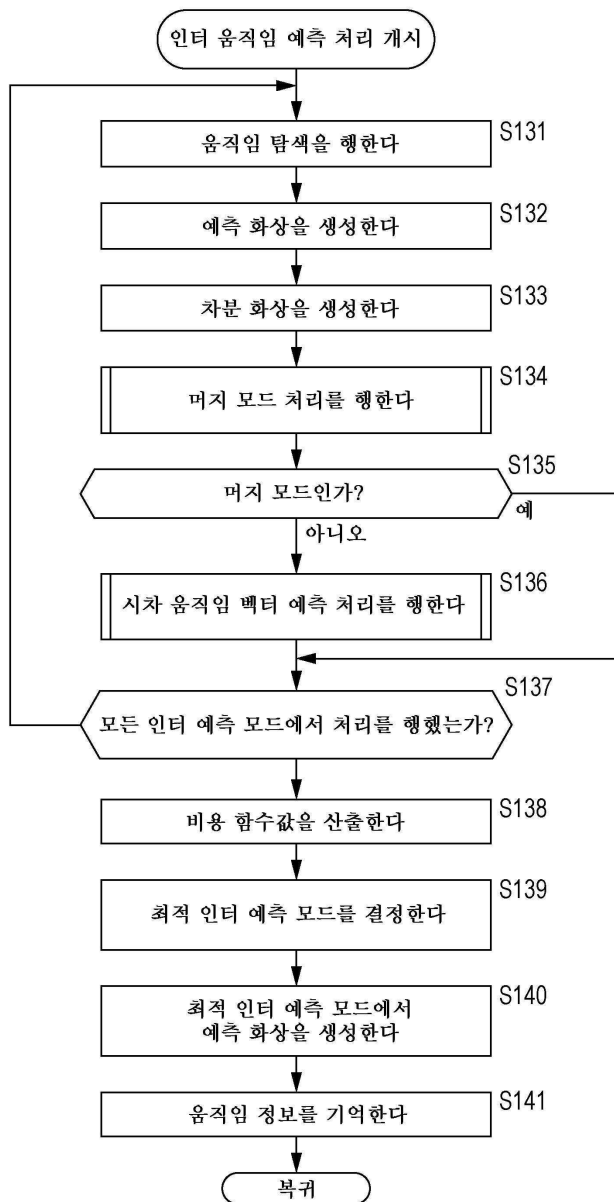 인터 움직임 예측 처리 개시
S131
움직임 탐색을 행한다
S132
예측 화상을 생성한다
S133
차분 화상을 생성한다
S134
머지 모드 처리를 행한다
S135
머지 모드인가?
예
아니오
S136
시차 움직임 벡터 예측 처리를 행한다
S137
모든 인터 예측 모드에서 처리를 행했는가?
S138
비용 함수값을 산출한다
S139
최적 인터 예측 모드를 결정한다
S140
최적 인터 예측 모드에서
예측 화상을 생성한다
S141
움직임 정보를 기억한다
복귀